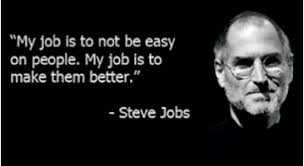 “My job is to not be easy
on people. My job is to
make them better.”
- Steve Jobs